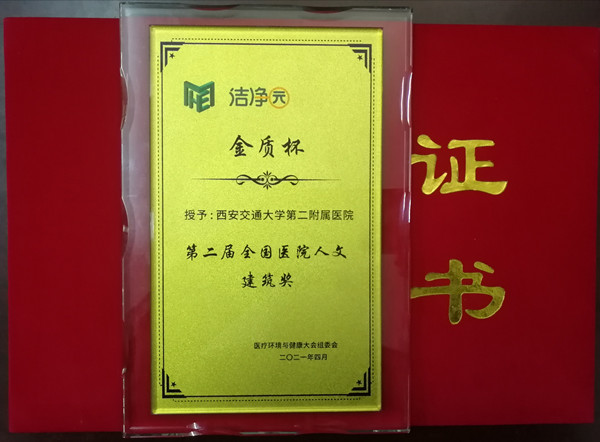 MHE 洁净元
金质杯
授予：西安交通大学第二附属医院
第二届全国医院人文
建筑奖
医疗环境与健康大会组委会
二〇二一年四月
证
书